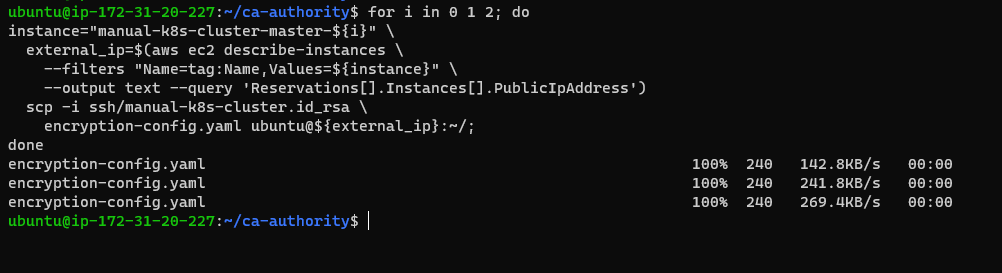 ubuntu@ip-172-31-20-227:~/ca-authority$ for i in 0 1 2; do
instance="manual-k8s-cluster-master-${i}" \
  external_ip=$(aws ec2 describe-instances \
    --filters "Name=tag:Name,Values=${instance}" \
    --output text --query 'Reservations[].Instances[].PublicIpAddress')
  scp -i ssh/manual-k8s-cluster.id_rsa \
    encryption-config.yaml ubuntu@${external_ip}:~/;
done
encryption-config.yaml 100% 240 142.8KB/s 00:00
encryption-config.yaml 100% 240 241.8KB/s 00:00
encryption-config.yaml 100% 240 269.4KB/s 00:00
ubuntu@ip-172-31-20-227:~/ca-authority$